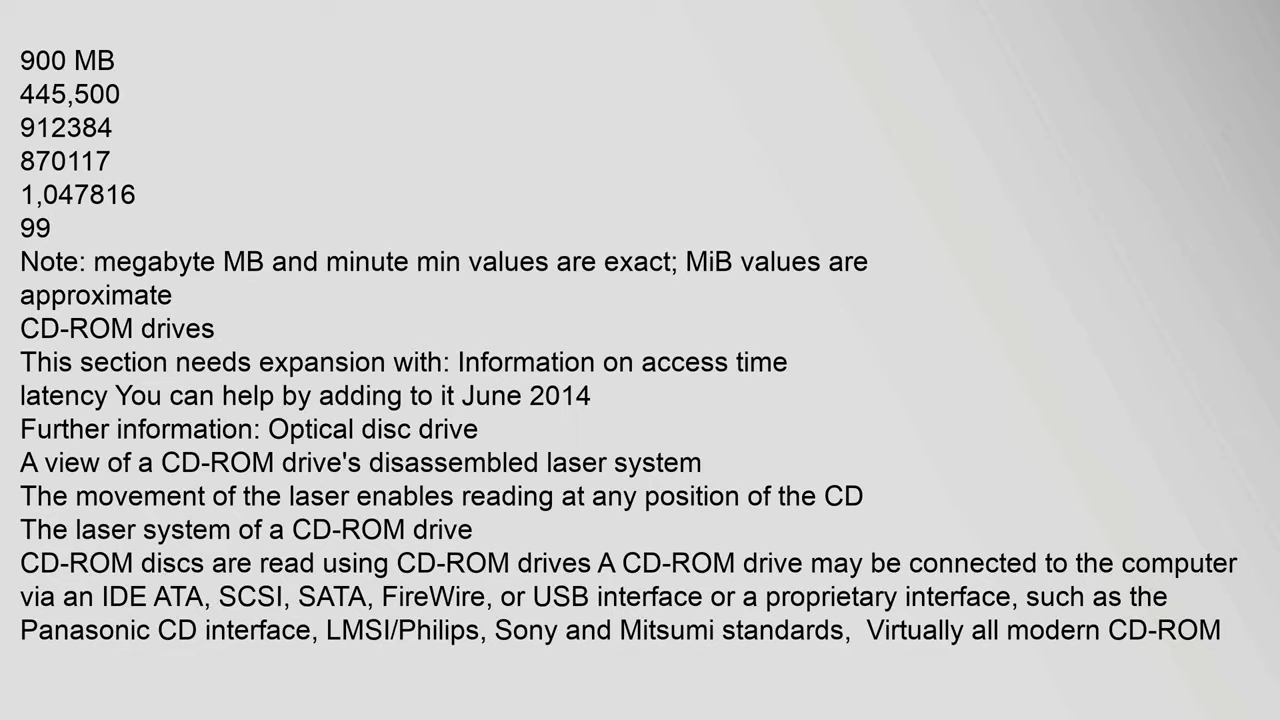 900 MB
445,500
912384
870117
1,047816
99
Note: megabyte MB and minute min values are exact; MiB values are
approximate
CD-ROM drives
This section needs expansion with: Information on access time
latency You can help by adding to it June 2014
Further information: Optical disc drive
A view of a CD-ROM drive's disassembled laser system
The movement of the laser enables reading at any position of the CD
The laser system of a CD-ROM drive
CD-ROM discs are read using CD-ROM drives A CD-ROM drive may be connected to the computer
via an IDE ATA, SCSI, SATA, FireWire, or USB interface or a proprietary interface, such as the
Panasonic CD interface, LMSI/Philips, Sony and Mitsumi standards,  Virtually all modern CD-ROM